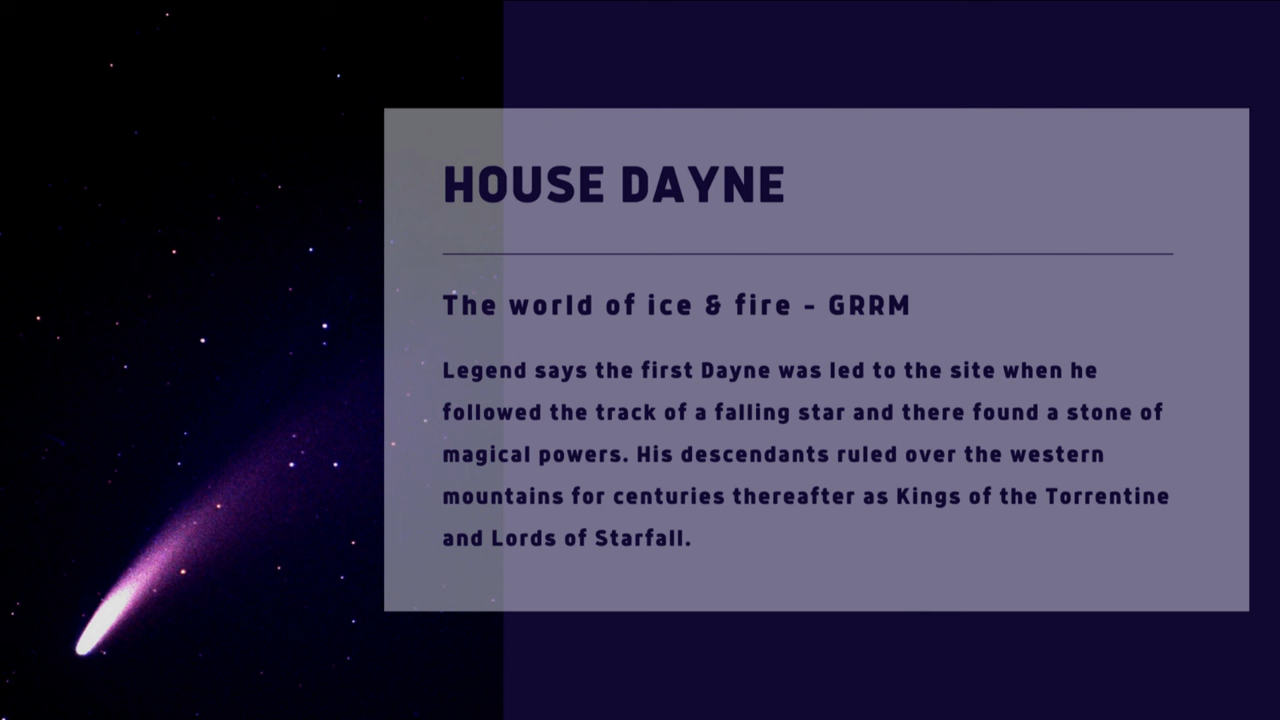 HOUSE DAYNE
The world of ice & fire - GRRM
Legend says the first Dayne was led to the site when he
followed the track of a falling star and there found a stone of
magical powers. His descendants ruled over the western
mountains for centuries thereafter as Kings of the Torrentine
and Lords of Starfall.